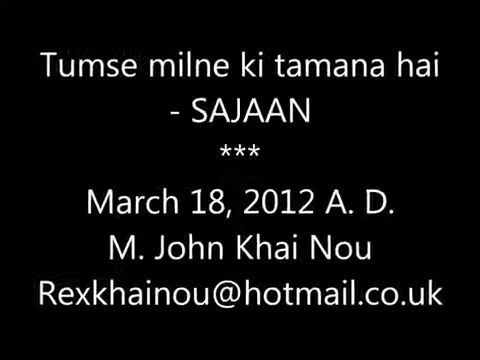 Tumse milne ki tamana hai
- SAJAAN
***
March 18, 2012 A. D.
M. John Khai Nou
Rexkhainou@hotmail.co.uk